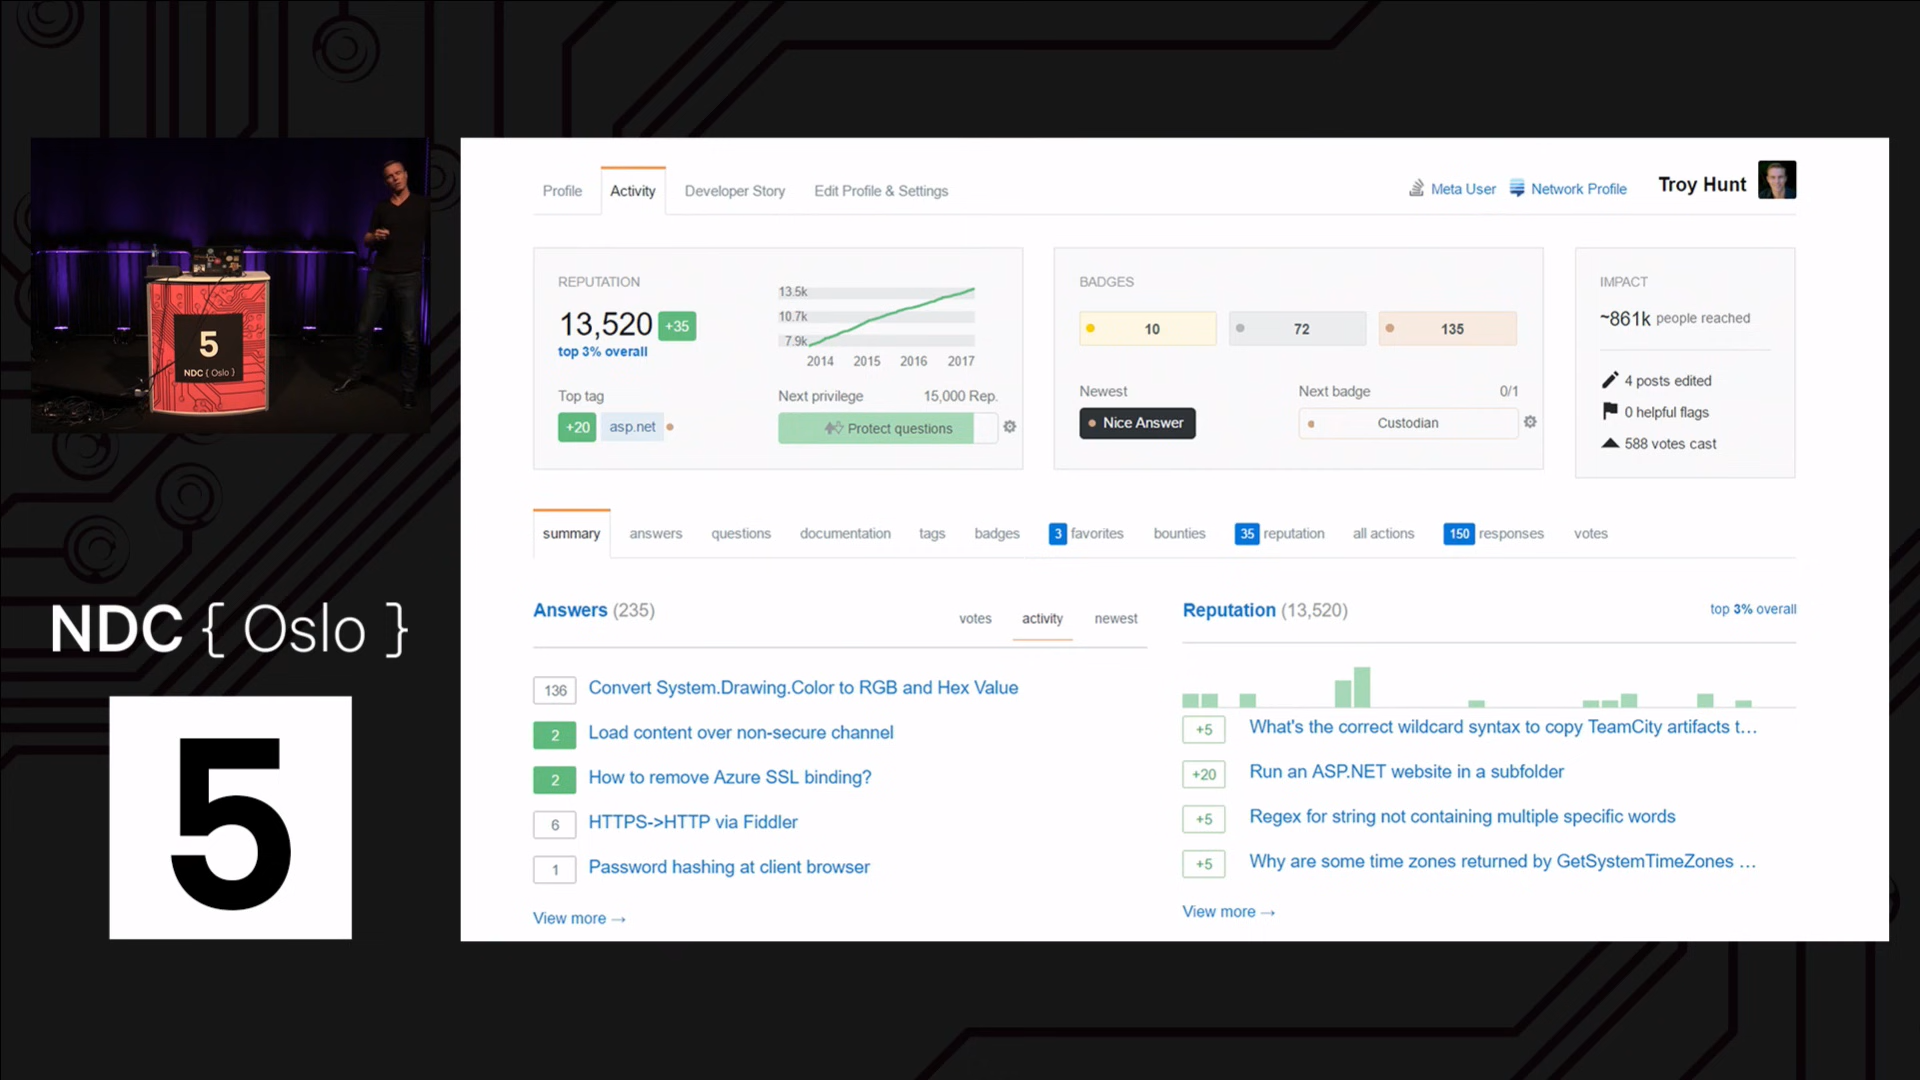 5
NDC { Oslo }
NDC { Oslo }
5
Profile
Activity
Developer Story
Edit Profile & Settings
Meta User
Network Profile
Troy Hunt
REPUTATION
13,520
+35
top 3% overall
13.5k
10.7k
7.9k
2014 2015 2016 2017
Top tag
+20
asp.net
Next privilege
15,000 Rep.
Protect questions
BADGES
10
72
135
Newest
Nice Answer
Next badge
0/1
Custodian
IMPACT
~861k people reached
4 posts edited
0 helpful flags
588 votes cast
summary
answers
questions
documentation
tags
badges
3 favorites
bounties
35 reputation
all actions
150 responses
votes
Answers (235)
votes
activity
newest
136 Convert System.Drawing.Color to RGB and Hex Value
2 Load content over non-secure channel
2 How to remove Azure SSL binding?
6 HTTPS->HTTP via Fiddler
1 Password hashing at client browser
View more →
Reputation (13,520)
top 3% overall
+5 What's the correct wildcard syntax to copy TeamCity artifacts t...
+20 Run an ASP.NET website in a subfolder
+5 Regex for string not containing multiple specific words
+5 Why are some time zones returned by GetSystemTimeZones ...
View more →